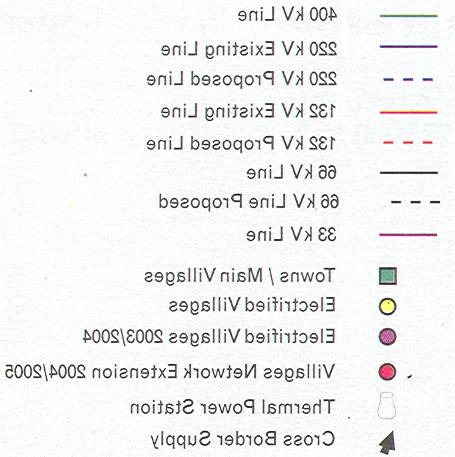 400 kV Line
220 kV Existing Line
220 kV Proposed Line
132 kV Existing Line
132 kV Proposed Line
66 kV Line
66 kV Line Proposed
33 kV Line
Towns / Main Villages
Electrified Villages
Electrified Villages 2003/2004
Villages Network Extension 2004/2005
Thermal Power Station
Cross Border Supply